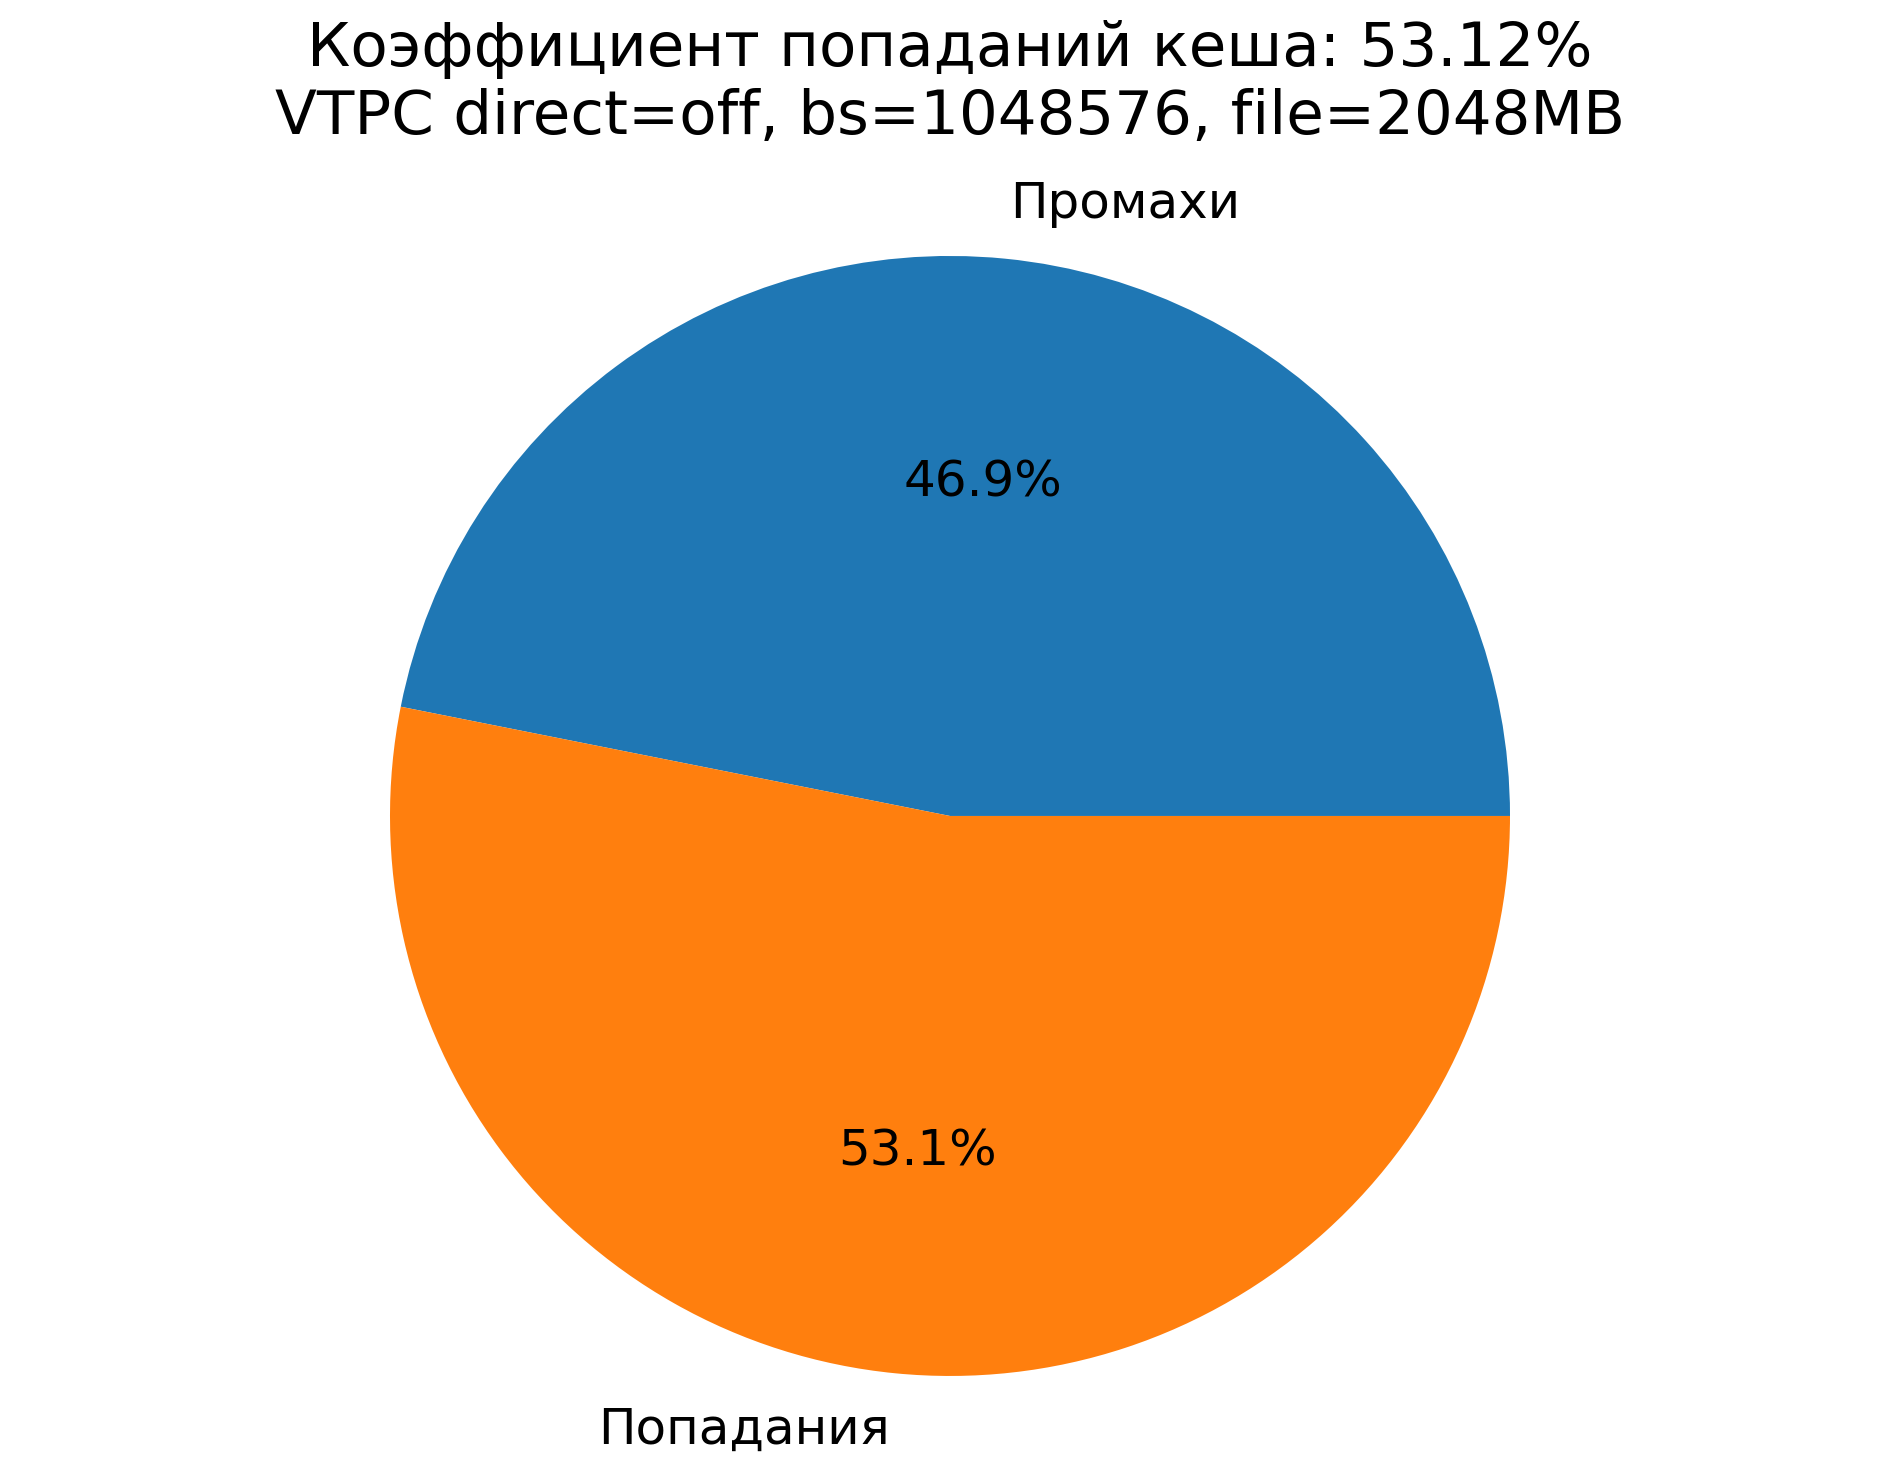 Коэффициент попаданий кеша: 53.12%
VTPC direct=off, bs=1048576, file=2048MB
Промахи
46.9%
53.1%
Попадания